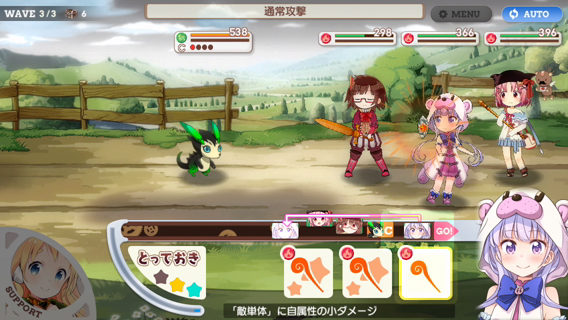 WAVE 3/3 6
通常攻撃
MENU
AUTO
538
C
298
366
396
C
GO!
とっておき
SUPPORT
「敵単体」に自属性の小ダメージ